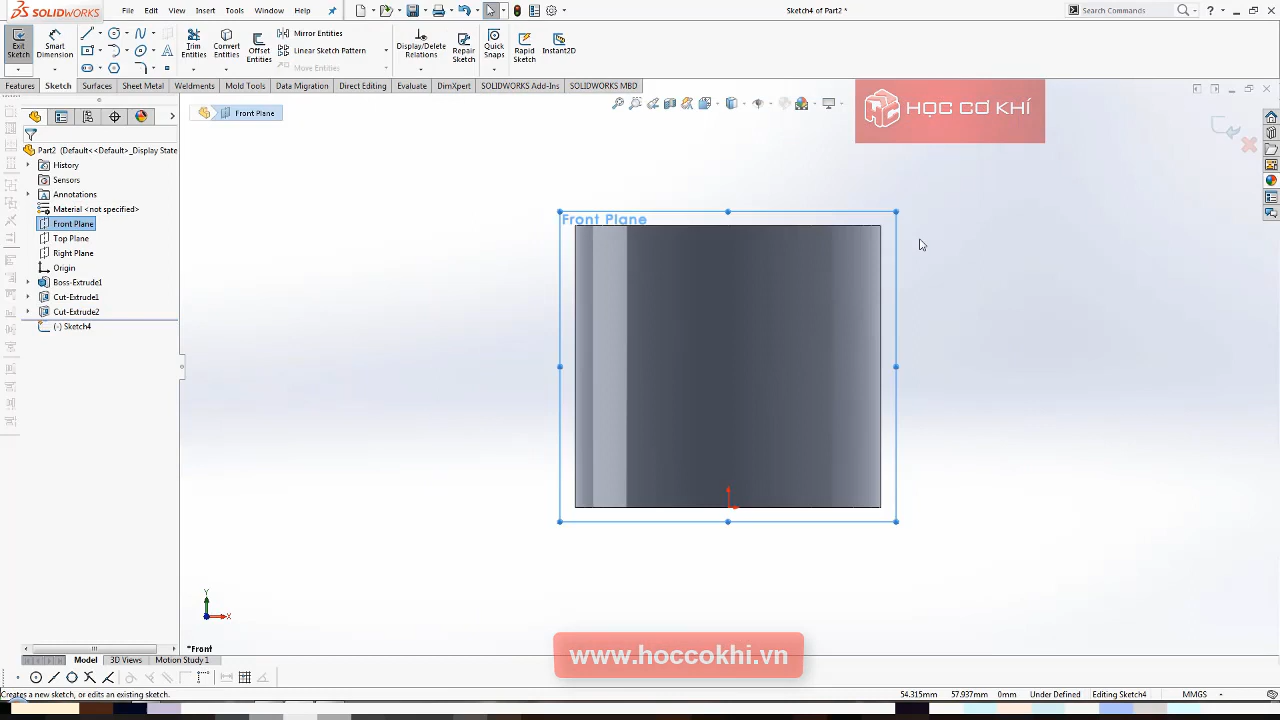 SOLIDWORKS
File Edit View Insert Tools Window Help
Sketch4 of Part2 *
Search Commands
Exit Sketch
Smart Dimension
Trim Entities
Convert Entities
Offset Entities
Mirror Entities
Linear Sketch Pattern
Move Entities
Display/Delete Relations
Repair Sketch
Quick Snaps
Rapid Sketch
Instant2D
Features Sketch Surfaces Sheet Metal Weldments Mold Tools Data Migration Direct Editing Evaluate DimXpert SOLIDWORKS Add-Ins SOLIDWORKS MBD
HỌC CƠ KHÍ
Front Plane
Part2 (Default<<Default>_Display State
History
Sensors
Annotations
Material <not specified>
Front Plane
Top Plane
Right Plane
Origin
Boss-Extrude1
Cut-Extrude1
Cut-Extrude2
(-) Sketch4
Front Plane
Y
X
*Front
www.hoccokhi.vn
Model 3D Views Motion Study 1
Creates a new sketch, or edits an existing sketch.
54.315mm 57.937mm 0mm Under Defined Editing Sketch4 MMGS